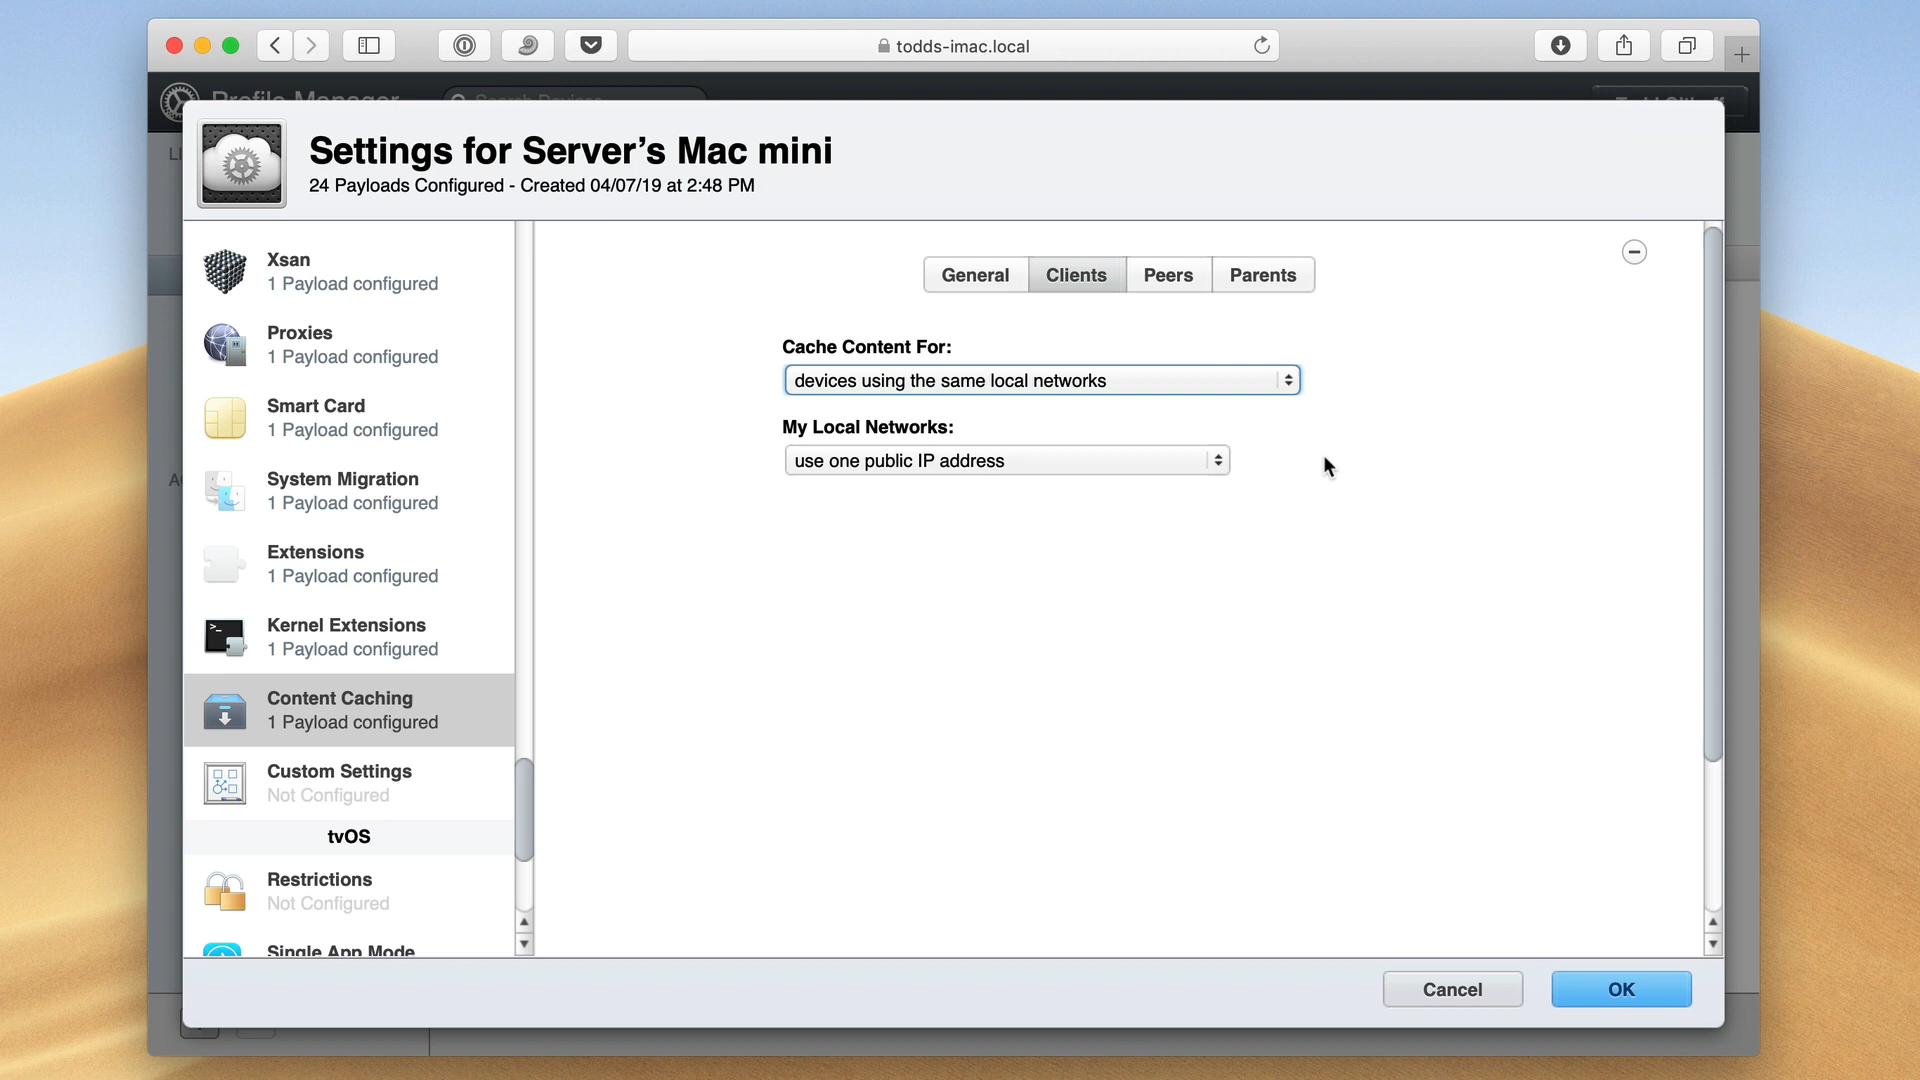 todds-imac.local
Profile Manager
Search Devices
Settings for Server's Mac mini
24 Payloads Configured - Created 04/07/19 at 2:48 PM
Xsan
1 Payload configured
Proxies
1 Payload configured
Smart Card
1 Payload configured
System Migration
1 Payload configured
Extensions
1 Payload configured
Kernel Extensions
1 Payload configured
Content Caching
1 Payload configured
Custom Settings
Not Configured
tvOS
Restrictions
Not Configured
Single App Mode
General Clients Peers Parents
Cache Content For:
devices using the same local networks
My Local Networks:
use one public IP address
Cancel OK